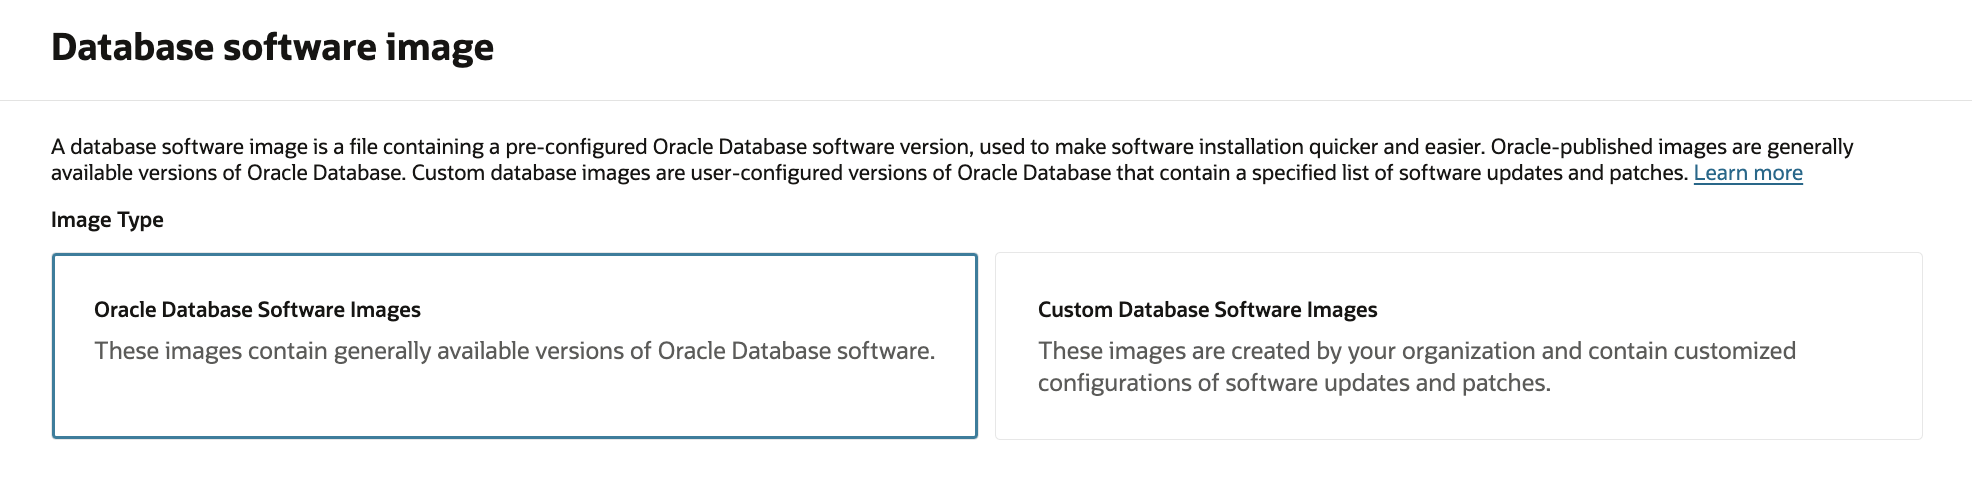 Database software image
A database software image is a file containing a pre-configured Oracle Database software version, used to make software installation quicker and easier. Oracle-published images are generally
available versions of Oracle Database. Custom database images are user-configured versions of Oracle Database that contain a specified list of software updates and patches. Learn more
Image Type
Oracle Database Software Images
These images contain generally available versions of Oracle Database software.
Custom Database Software Images
These images are created by your organization and contain customized
configurations of software updates and patches.